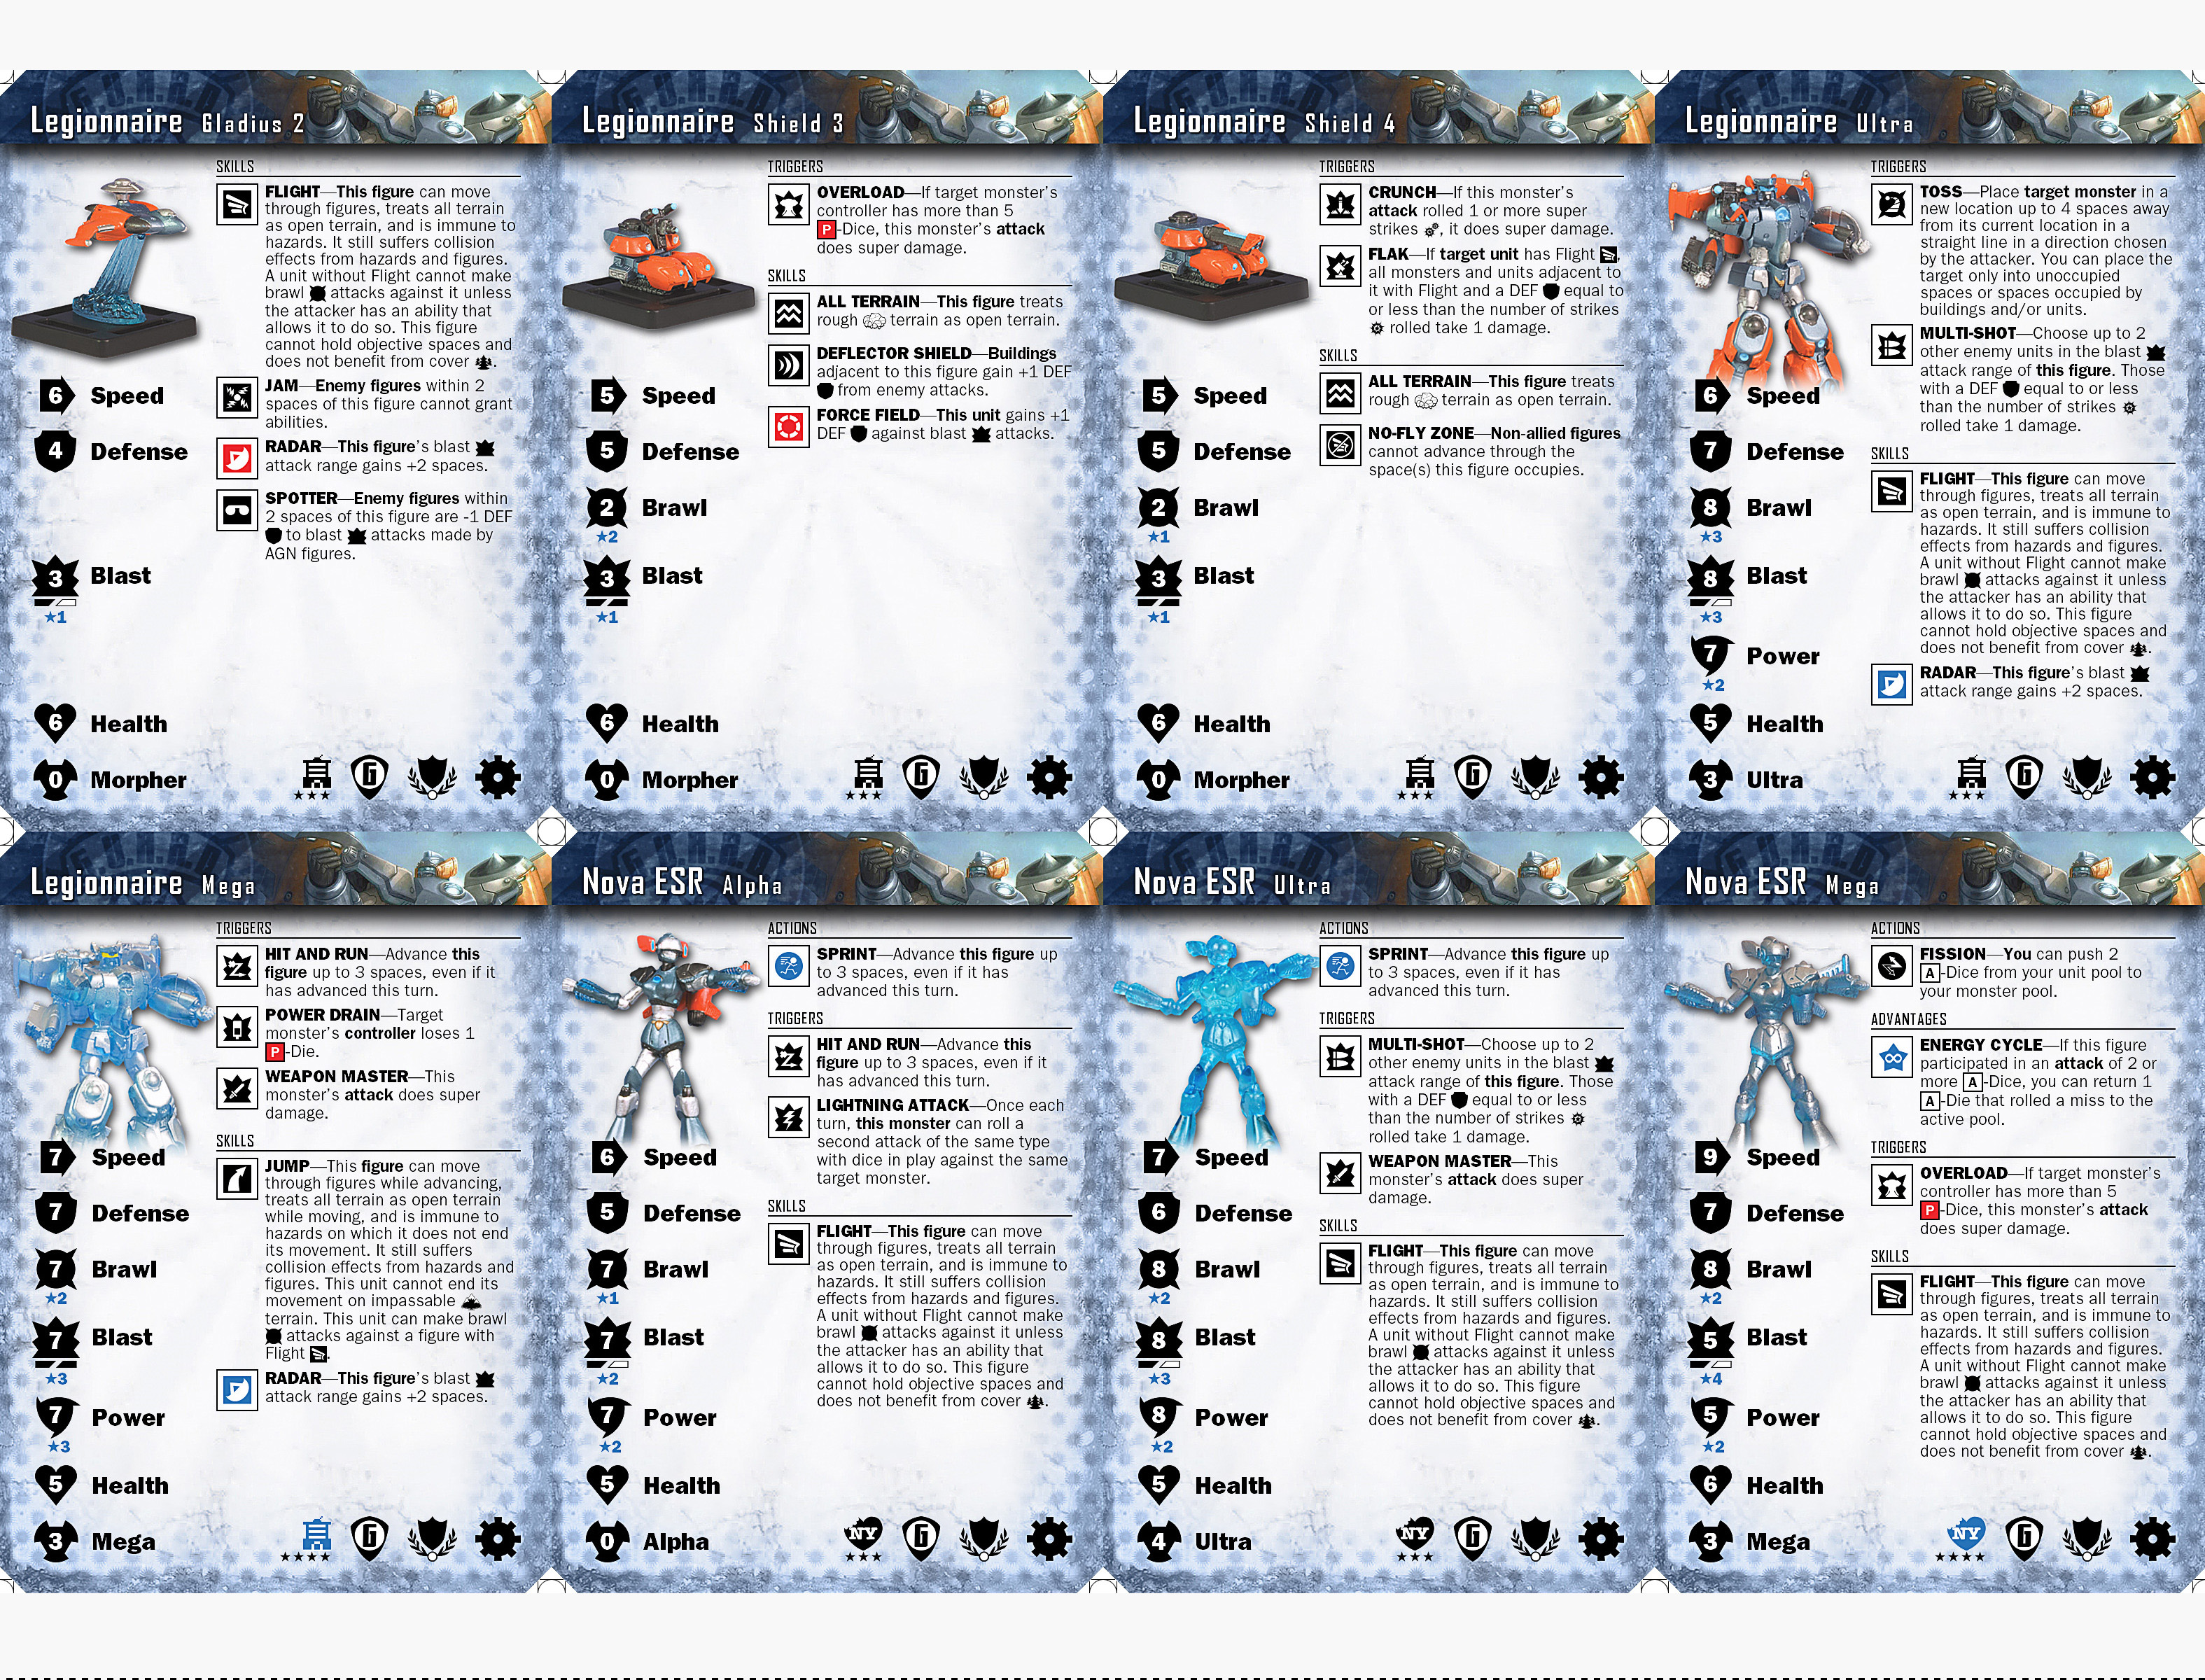 Legionnaire Gladius 2
SKILLS
FLIGHT—This figure can move
through figures, treats all terrain
as open terrain, and is immune to
hazards. It still suffers collision
effects from hazards and figures.
A unit without Flight cannot make
brawl attacks against it unless
the attacker has an ability that
allows it to do so. This figure
cannot hold objective spaces and
does not benefit from cover .
JAM—Enemy figures within 2
spaces of this figure cannot grant
abilities.
RADAR—This figure's blast
attack range gains +2 spaces.
SPOTTER—Enemy figures within
2 spaces of this figure are -1 DEF
to blast attacks made by
AGN figures.
6 Speed
4 Defense
3 Blast
★1
6 Health
0 Morpher
★★★
G
Legionnaire Shield 3
TRIGGERS
OVERLOAD—If target monster's
controller has more than 5
P-Dice, this monster's attack
does super damage.
SKILLS
ALL TERRAIN—This figure treats
rough terrain as open terrain.
DEFLECTOR SHIELD—Buildings
adjacent to this figure gain +1 DEF
from enemy attacks.
FORCE FIELD—This unit gains +1
DEF against blast attacks.
5 Speed
5 Defense
2 Brawl
★2
3 Blast
★1
6 Health
0 Morpher
★★★
G
Legionnaire Shield 4
TRIGGERS
CRUNCH—If this monster's
attack rolled 1 or more super
strikes , it does super damage.
FLAK—If target unit has Flight ,
all monsters and units adjacent to
it with Flight and a DEF equal to
or less than the number of strikes
rolled take 1 damage.
SKILLS
ALL TERRAIN—This figure treats
rough terrain as open terrain.
NO-FLY ZONE—Non-allied figures
cannot advance through the
space(s) this figure occupies.
5 Speed
5 Defense
2 Brawl
★1
3 Blast
★1
6 Health
0 Morpher
★★★
G
Legionnaire Ultra
TRIGGERS
TOSS—Place target monster in a
new location up to 4 spaces away
from its current location in a
straight line in a direction chosen
by the attacker. You can place the
target only into unoccupied
spaces or spaces occupied by
buildings and/or units.
MULTI-SHOT—Choose up to 2
other enemy units in the blast
attack range of this figure. Those
with a DEF equal to or less
than the number of strikes
rolled take 1 damage.
SKILLS
FLIGHT—This figure can move
through figures, treats all terrain
as open terrain, and is immune to
hazards. It still suffers collision
effects from hazards and figures.
A unit without Flight cannot make
brawl attacks against it unless
the attacker has an ability that
allows it to do so. This figure
cannot hold objective spaces and
does not benefit from cover .
RADAR—This figure's blast
attack range gains +2 spaces.
6 Speed
7 Defense
8 Brawl
★3
8 Blast
★3
7 Power
★2
5 Health
3 Ultra
★★★
G
Legionnaire Mega
TRIGGERS
HIT AND RUN—Advance this
figure up to 3 spaces, even if it
has advanced this turn.
POWER DRAIN—Target
monster's controller loses 1
P-Die.
WEAPON MASTER—This
monster's attack does super
damage.
SKILLS
JUMP—This figure can move
through figures while advancing,
treats all terrain as open terrain
while moving, and is immune to
hazards on which it does not end
its movement. It still suffers
collision effects from hazards and
figures. This unit cannot end its
movement on impassable
terrain. This unit can make brawl
attacks against a figure with
Flight .
RADAR—This figure's blast
attack range gains +2 spaces.
7 Speed
7 Defense
7 Brawl
★2
7 Blast
★3
7 Power
★3
5 Health
3 Mega
★★★★
G
Nova ESR Alpha
ACTIONS
SPRINT—Advance this figure up
to 3 spaces, even if it has
advanced this turn.
TRIGGERS
HIT AND RUN—Advance this
figure up to 3 spaces, even if it
has advanced this turn.
LIGHTNING ATTACK—Once each
turn, this monster can roll a
second attack of the same type
with dice in play against the same
target monster.
SKILLS
FLIGHT—This figure can move
through figures, treats all terrain
as open terrain, and is immune to
hazards. It still suffers collision
effects from hazards and figures.
A unit without Flight cannot make
brawl attacks against it unless
the attacker has an ability that
allows it to do so. This figure
cannot hold objective spaces and
does not benefit from cover .
6 Speed
5 Defense
7 Brawl
★1
7 Blast
★2
7 Power
★2
5 Health
0 Alpha
NY
★★★
G
Nova ESR Ultra
ACTIONS
SPRINT—Advance this figure up
to 3 spaces, even if it has
advanced this turn.
TRIGGERS
MULTI-SHOT—Choose up to 2
other enemy units in the blast
attack range of this figure. Those
with a DEF equal to or less
than the number of strikes
rolled take 1 damage.
WEAPON MASTER—This
monster's attack does super
damage.
SKILLS
FLIGHT—This figure can move
through figures, treats all terrain
as open terrain, and is immune to
hazards. It still suffers collision
effects from hazards and figures.
A unit without Flight cannot make
brawl attacks against it unless
the attacker has an ability that
allows it to do so. This figure
cannot hold objective spaces and
does not benefit from cover .
7 Speed
6 Defense
8 Brawl
★2
8 Blast
★3
8 Power
★2
5 Health
4 Ultra
NY
★★★
G
Nova ESR Mega
ACTIONS
FISSION—You can push 2
A-Dice from your unit pool to
your monster pool.
ADVANTAGES
ENERGY CYCLE—If this figure
participated in an attack of 2 or
more A-Dice, you can return 1
A-Die that rolled a miss to the
active pool.
TRIGGERS
OVERLOAD—If target monster's
controller has more than 5
P-Dice, this monster's attack
does super damage.
SKILLS
FLIGHT—This figure can move
through figures, treats all terrain
as open terrain, and is immune to
hazards. It still suffers collision
effects from hazards and figures.
A unit without Flight cannot make
brawl attacks against it unless
the attacker has an ability that
allows it to do so. This figure
cannot hold objective spaces and
does not benefit from cover .
9 Speed
7 Defense
8 Brawl
★2
5 Blast
★4
5 Power
★2
6 Health
3 Mega
NY
★★★★
G